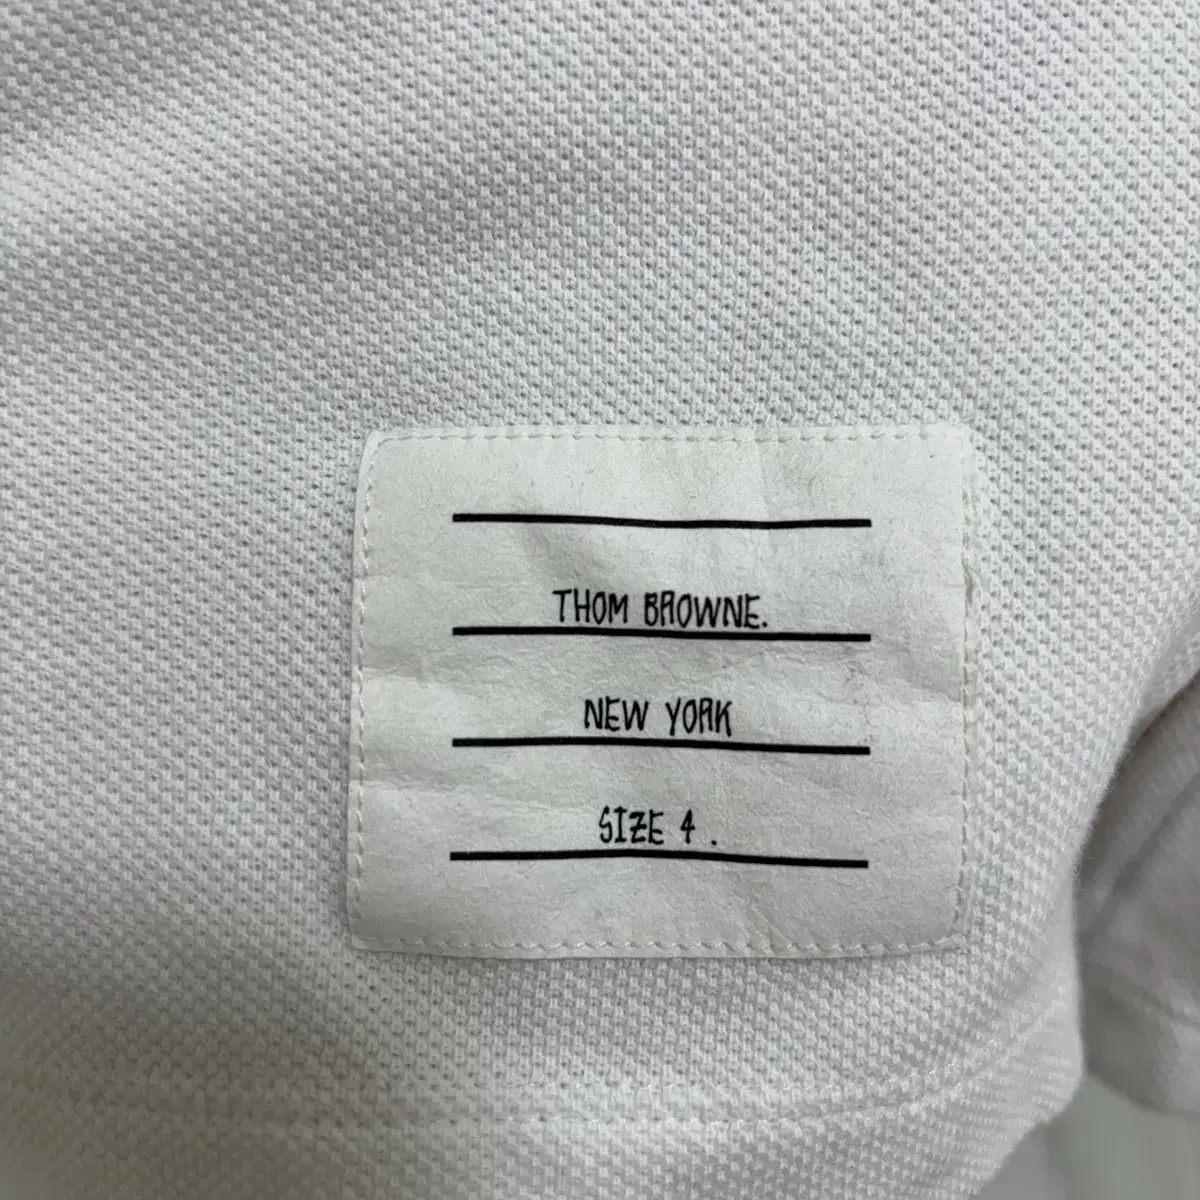 THOM BROWNE.
NEW YORK
SIZE 4 .